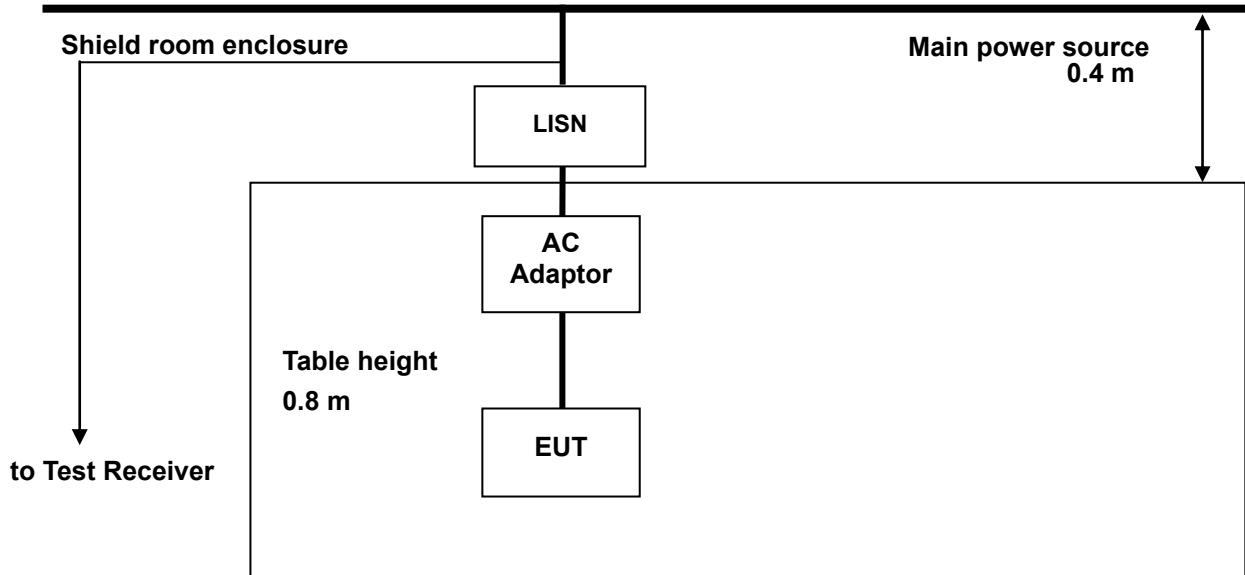 Shield room enclosure
Main power source
0.4 m
LISN
AC
Adaptor
Table height
0.8 m
EUT
to Test Receiver